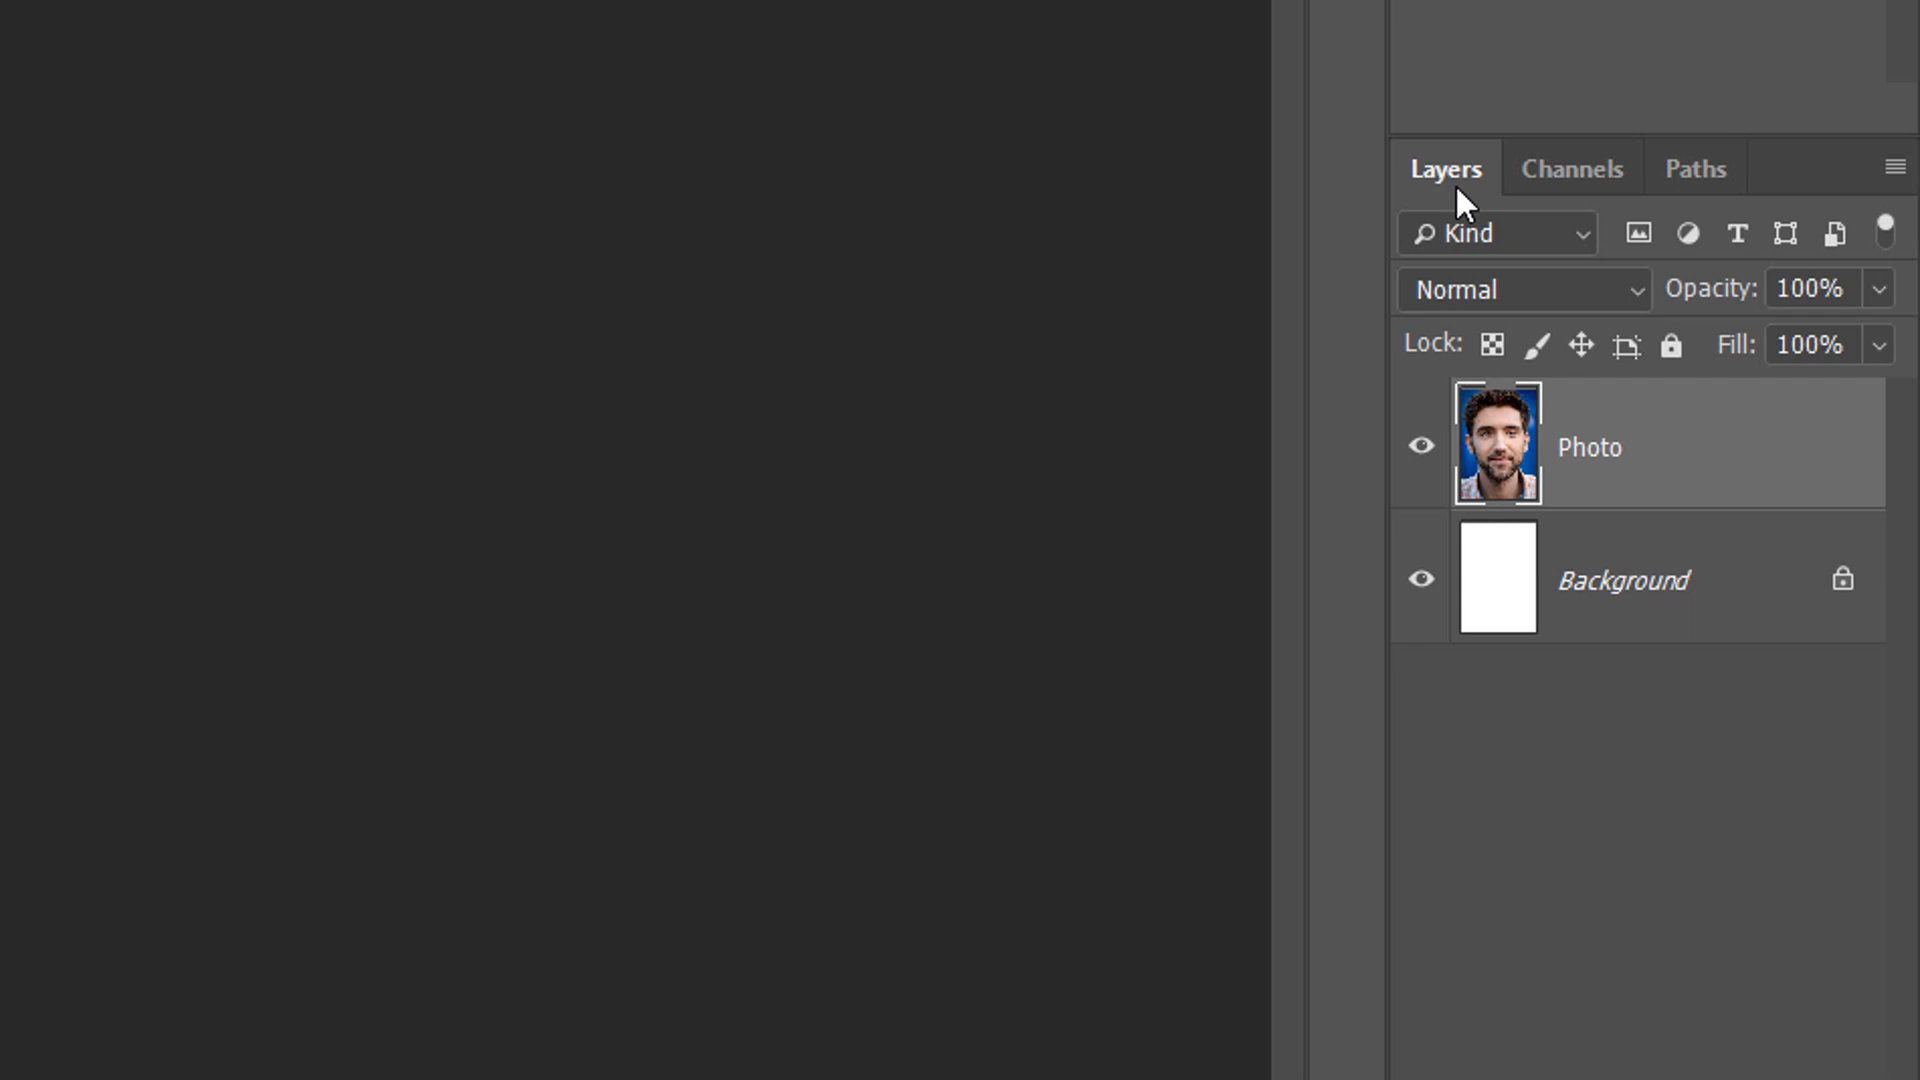 Layers Channels Paths
Kind
Normal Opacity: 100%
Lock: Fill: 100%
Photo
Background